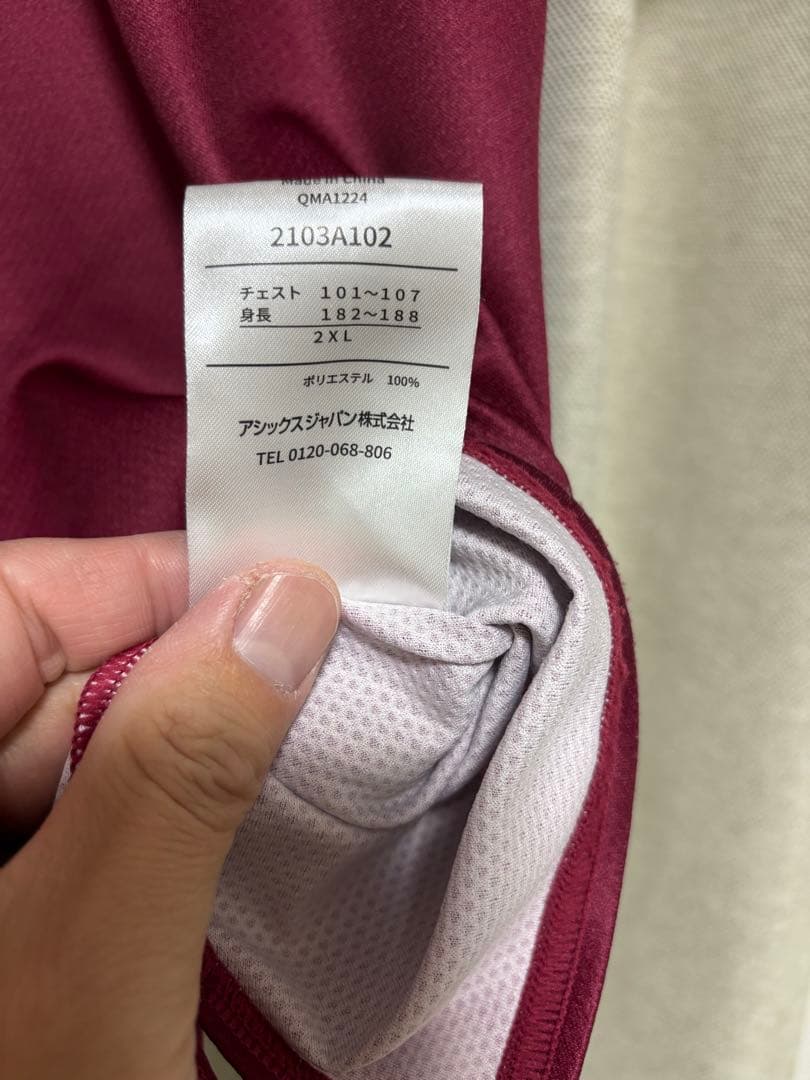 Made in China
QMA1224
2103A102
チェスト　101～107
身長　182～188
2XL
ポリエステル　100%
アシックスジャパン株式会社
TEL 0120-068-806